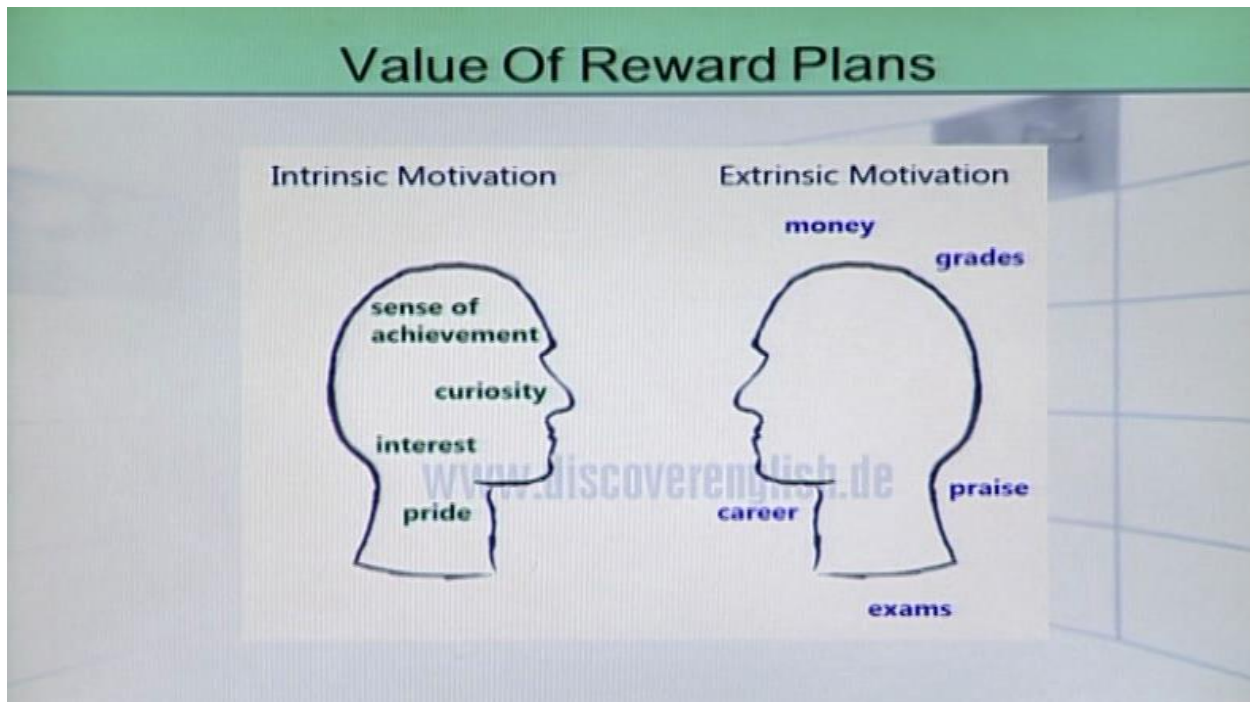 Value Of Reward Plans
Intrinsic Motivation
sense of
achievement
curiosity
interest
pride
Extrinsic Motivation
money
grades
praise
career
exams
www.discoverenglish.de